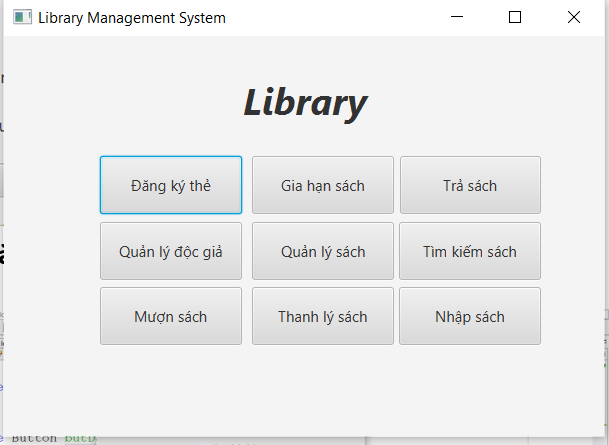 Library Management System
Library
Đăng ký thẻ Gia hạn sách Trả sách
Quản lý độc giả Quản lý sách Tìm kiếm sách
Mượn sách Thanh lý sách Nhập sách
Button butD